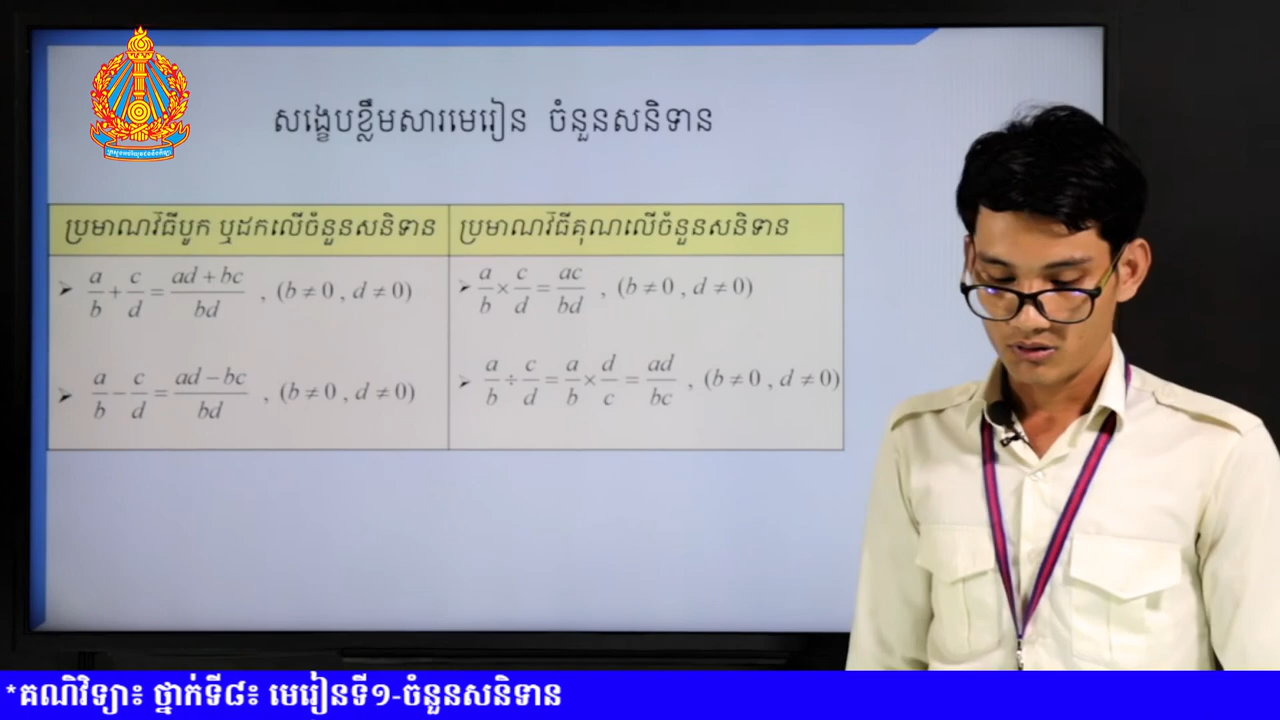 សង្ខេបខ្លឹមសារមេរៀន ចំនួនសនិទាន
ប្រមាណវិធីបូក ឬដកលើចំនួនសនិទាន
ប្រមាណវិធីគុណលើចំនួនសនិទាន
➢ a/b + c/d = (ad + bc)/bd , (b ≠ 0 , d ≠ 0)
➢ a/b × c/d = ac/bd , (b ≠ 0 , d ≠ 0)
➢ a/b − c/d = (ad − bc)/bd , (b ≠ 0 , d ≠ 0)
➢ a/b ÷ c/d = a/b × d/c = ad/bc , (b ≠ 0 , d ≠ 0)
*គណិវិទ្យា៖ ថ្នាក់ទី៨៖ មេរៀនទី១-ចំនួនសនិទាន